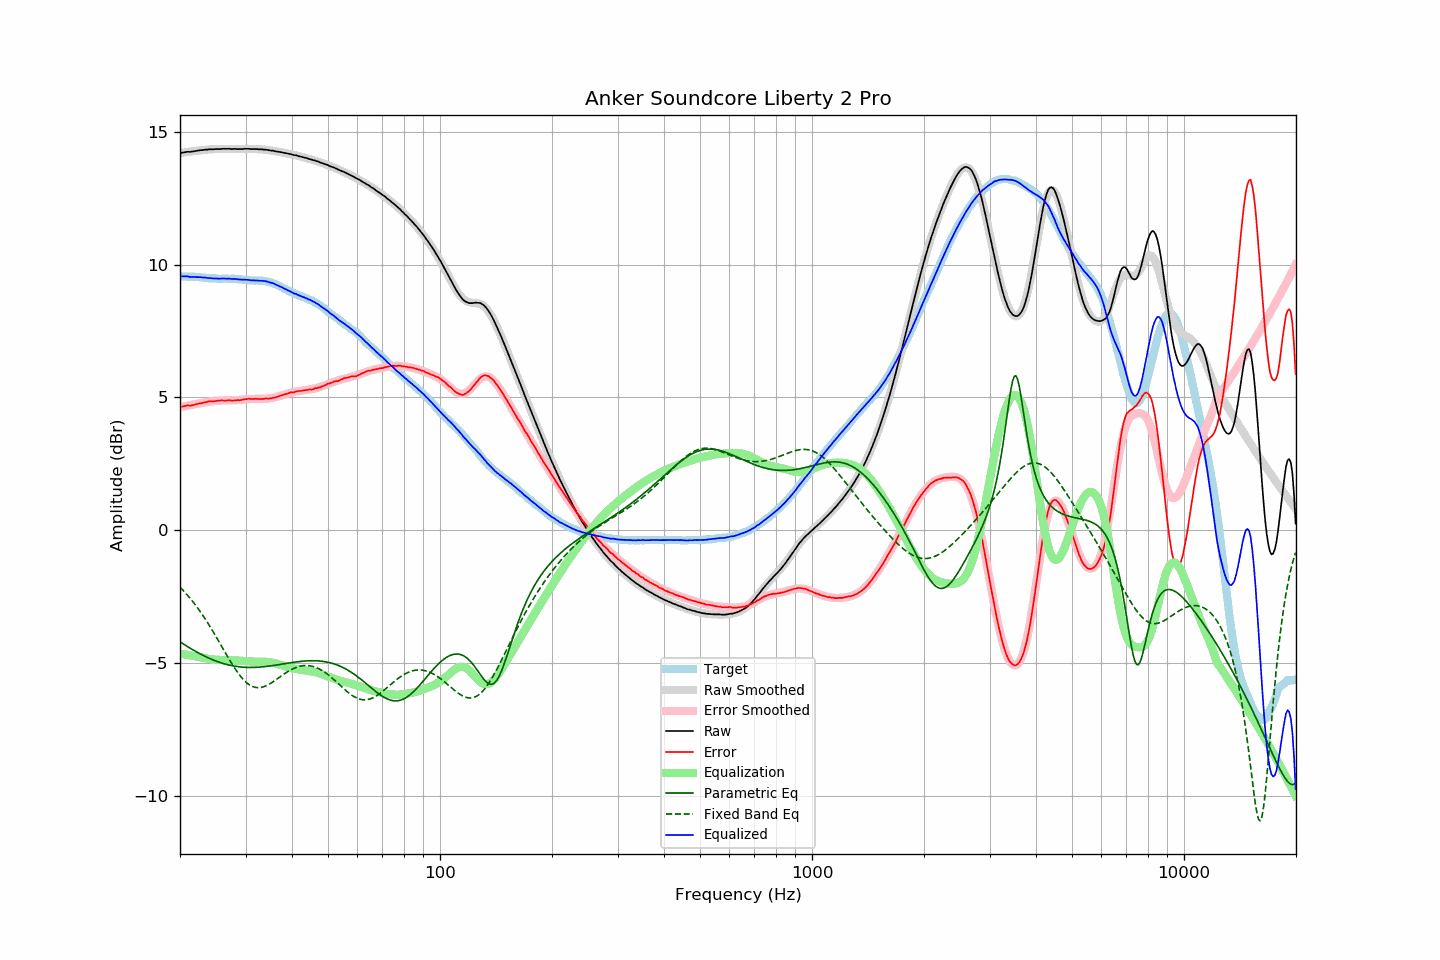 Anker Soundcore Liberty 2 Pro
15
10
5
0
−5
−10
Amplitude (dBr)
Target
Raw Smoothed
Error Smoothed
Raw
Error
Equalization
Parametric Eq
Fixed Band Eq
Equalized
100
1000
10000
Frequency (Hz)